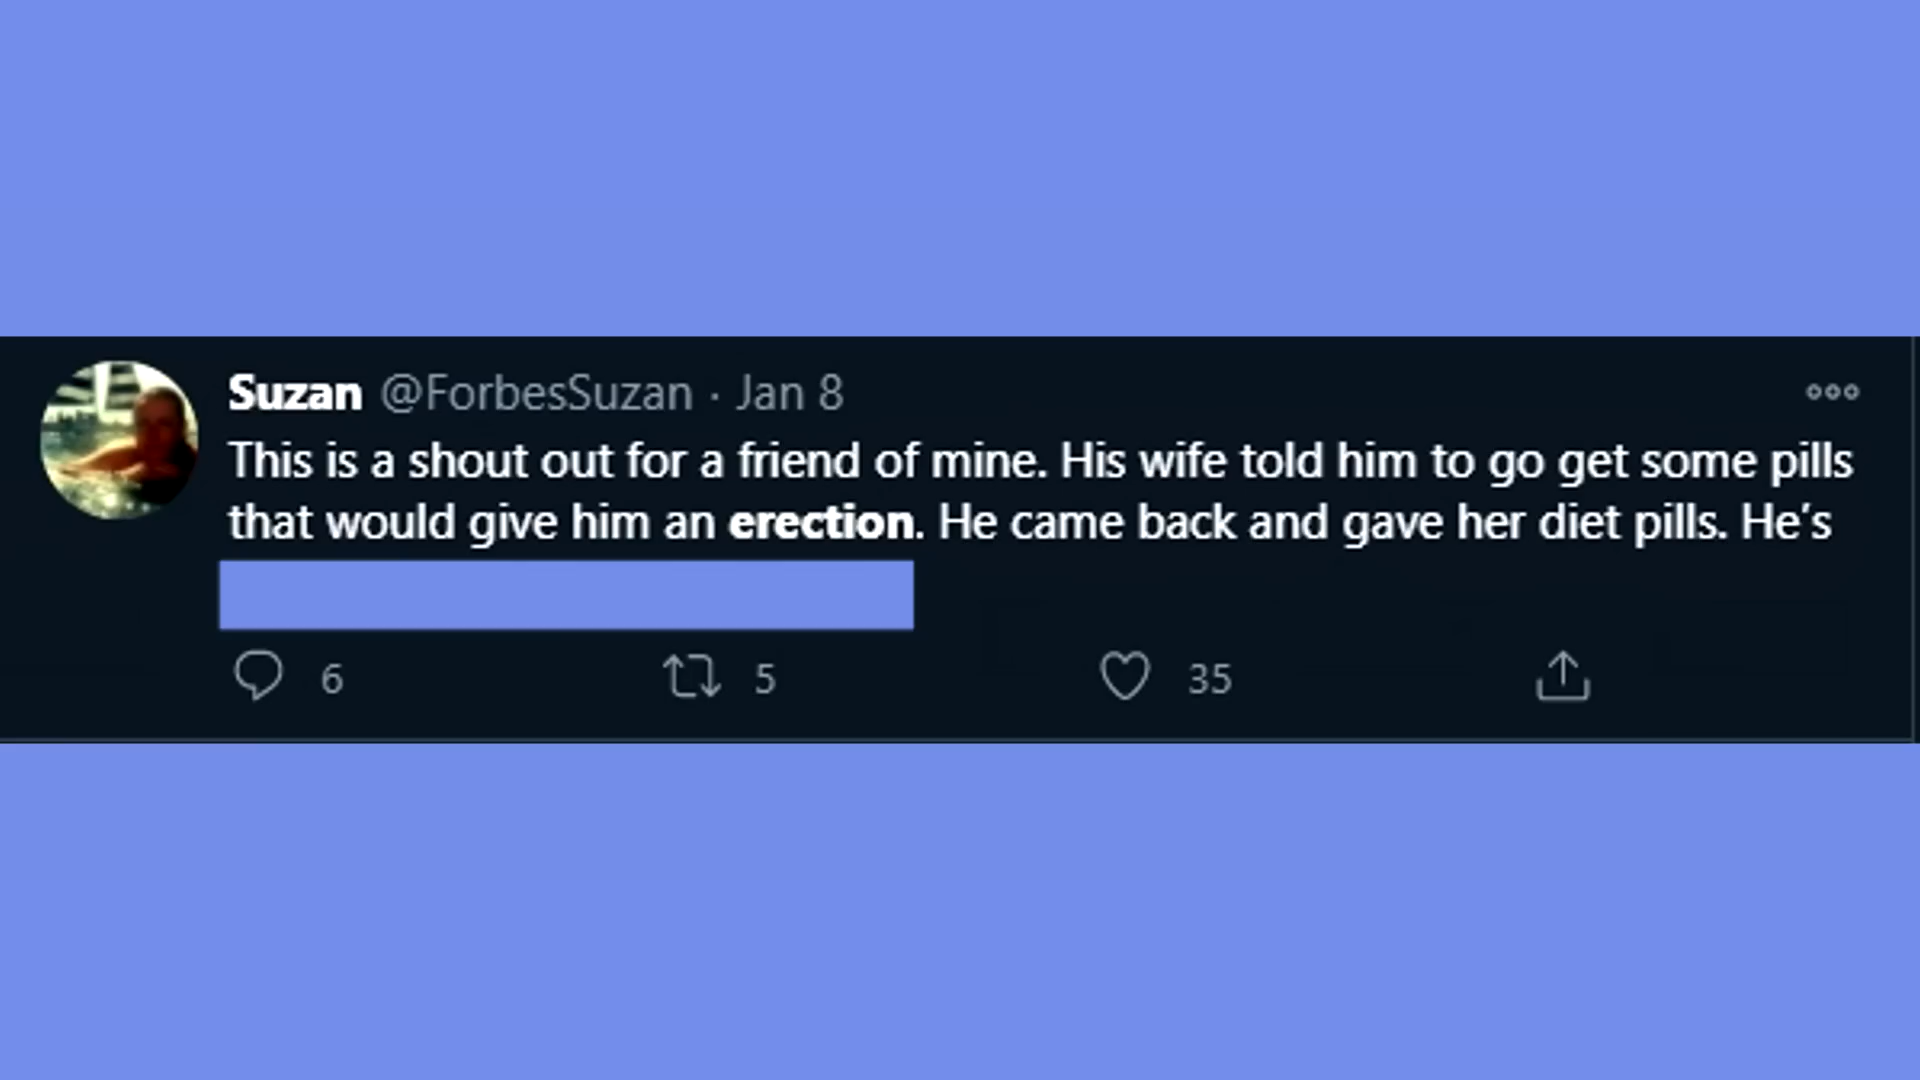 Suzan @ForbesSuzan · Jan 8
This is a shout out for a friend of mine. His wife told him to go get some pills
that would give him an erection. He came back and gave her diet pills. He's
6 5 35